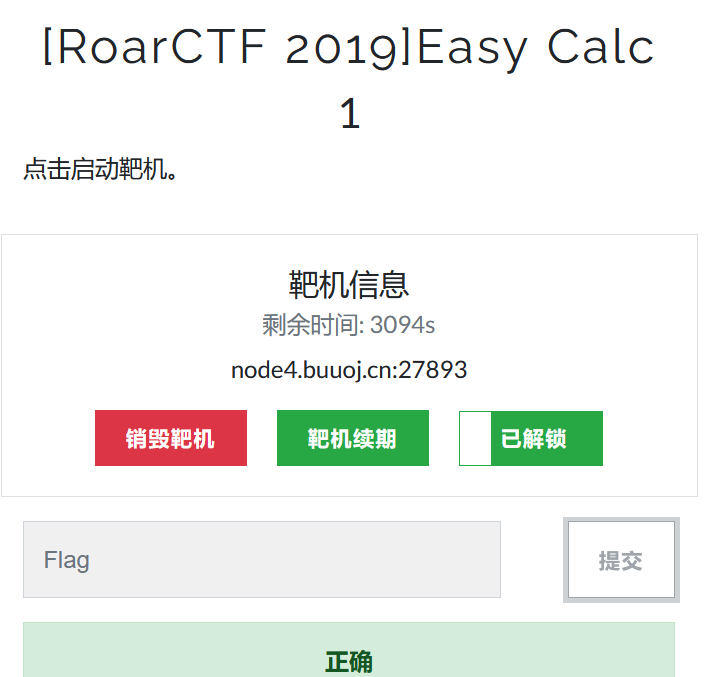 [RoarCTF 2019]Easy Calc
1
点击启动靶机。
靶机信息
剩余时间: 3094s
node4.buuoj.cn:27893
销毁靶机 靶机续期 已解锁
Flag 提交
正确